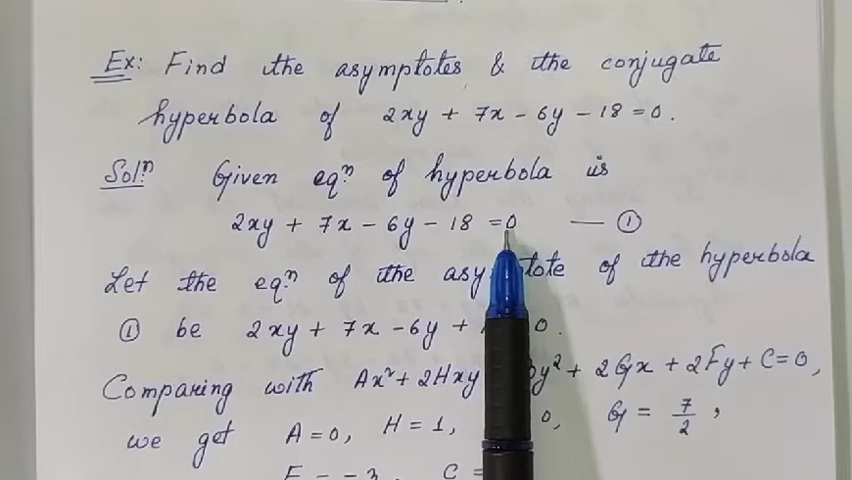 Ex: Find the asymptotes & the conjugate
hyperbola of 2xy + 7x - 6y - 18 = 0.
Solⁿ Given eqⁿ of hyperbola is
2xy + 7x - 6y - 18 = 0 — ①
Let the eqⁿ of the asy tote of the hyperbola
① be 2xy + 7x - 6y + 0.
Comparing with Ax² + 2Hxy y² + 2Gx + 2Fy + C = 0,
we get A = 0, H = 1, 0, G = 7/2,
F = -3, C =